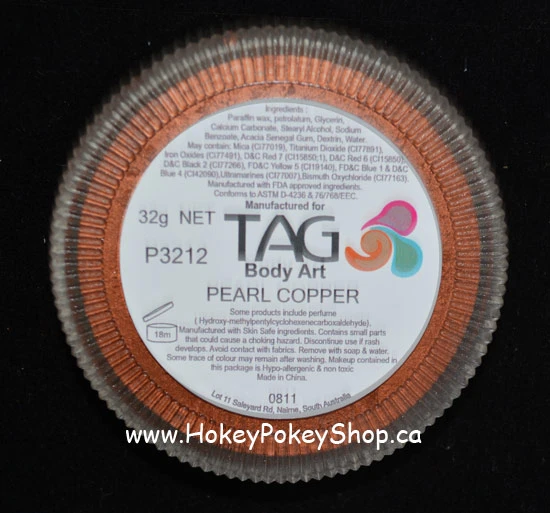 Ingredients:
Paraffin wax, petrolatum, Glycerin,
Calcium Carbonate, Stearyl Alcohol, Sodium
Benzoate, Acacia Senegal Gum, Dextrin, Water.
May contain: Mica (CI77019), Titanium Dioxide (CI77891),
Iron Oxides (CI77491), D&C Red 7 (CI15850;1), D&C Red 6 (CI15850),
D&C Black 2 (CI77266), FD&C Yellow 5 (CI19140), FD&C Blue 1 & D&C
Blue 4 (CI42090),Ultramarines (CI77007),Bismuth Oxychloride (CI77163).
Manufactured with FDA approved ingredients.
Conforms to ASTM D-4236 & 76/768/EEC.
Manufactured for
32g NET
TAG
P3212
Body Art
PEARL COPPER
Some products include perfume
( Hydroxy-methylpentylcyclohexenecarboxaldehyde).
Manufactured with Skin Safe ingredients. Contains small parts
that could cause a choking hazard. Discontinue use if rash
develops. Avoid contact with fabrics. Remove with soap & water.
Some trace of colour may remain after washing. Makeup contained in
this package is Hypo-allergenic & non toxic
Made in China.
18m
0811
Lot 11 Saleyard Rd, Nairne, South Australia
www.HokeyPokeyShop.ca